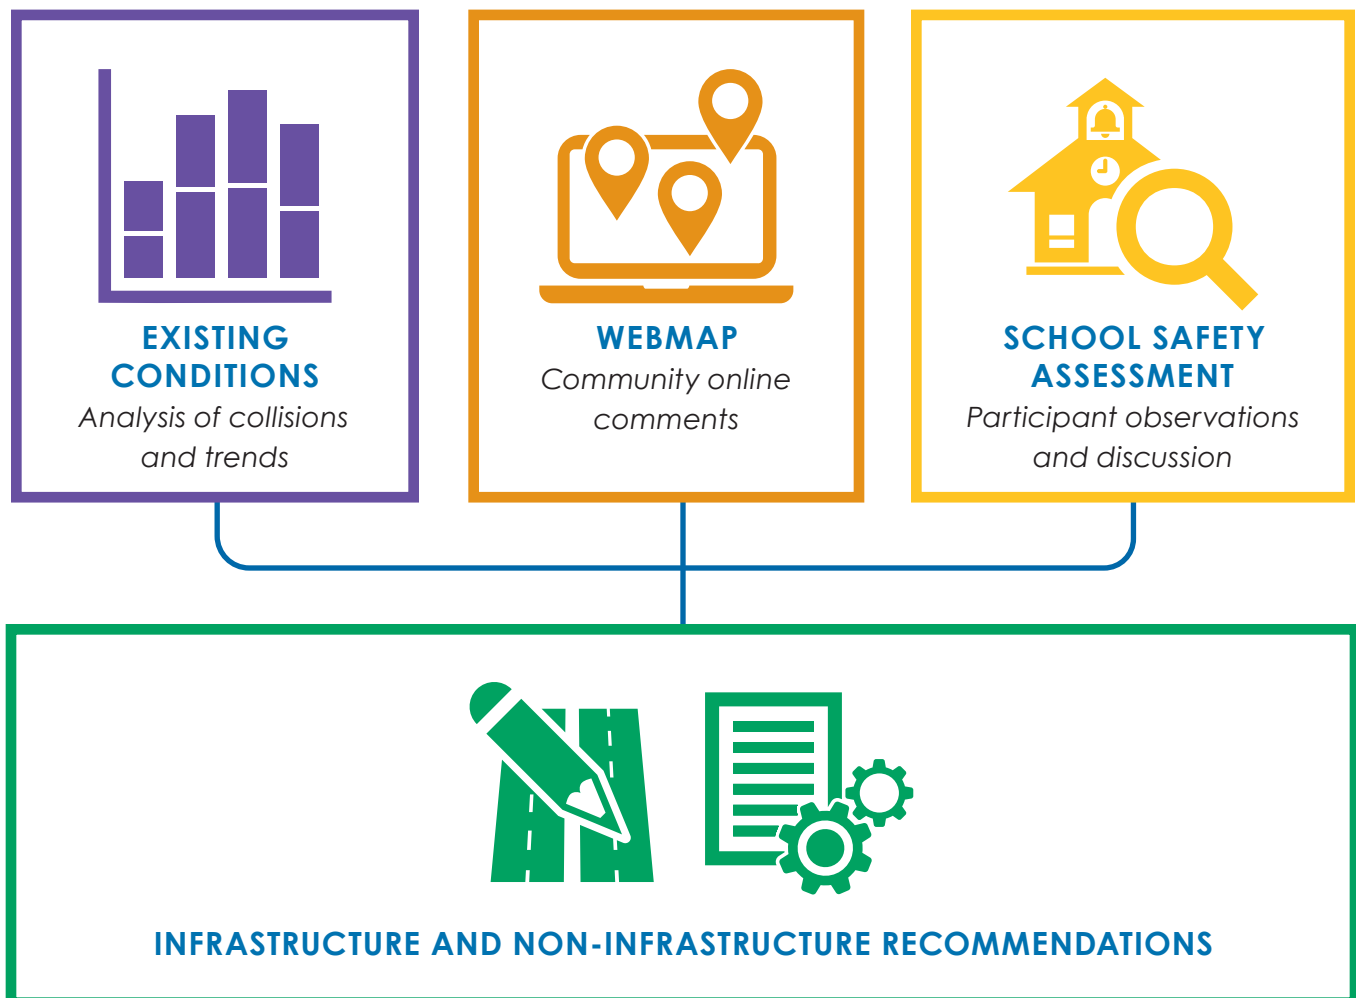 EXISTING
CONDITIONS
Analysis of collisions
and trends
WEBMAP
Community online
comments
SCHOOL SAFETY
ASSESSMENT
Participant observations
and discussion
INFRASTRUCTURE AND NON-INFRASTRUCTURE RECOMMENDATIONS